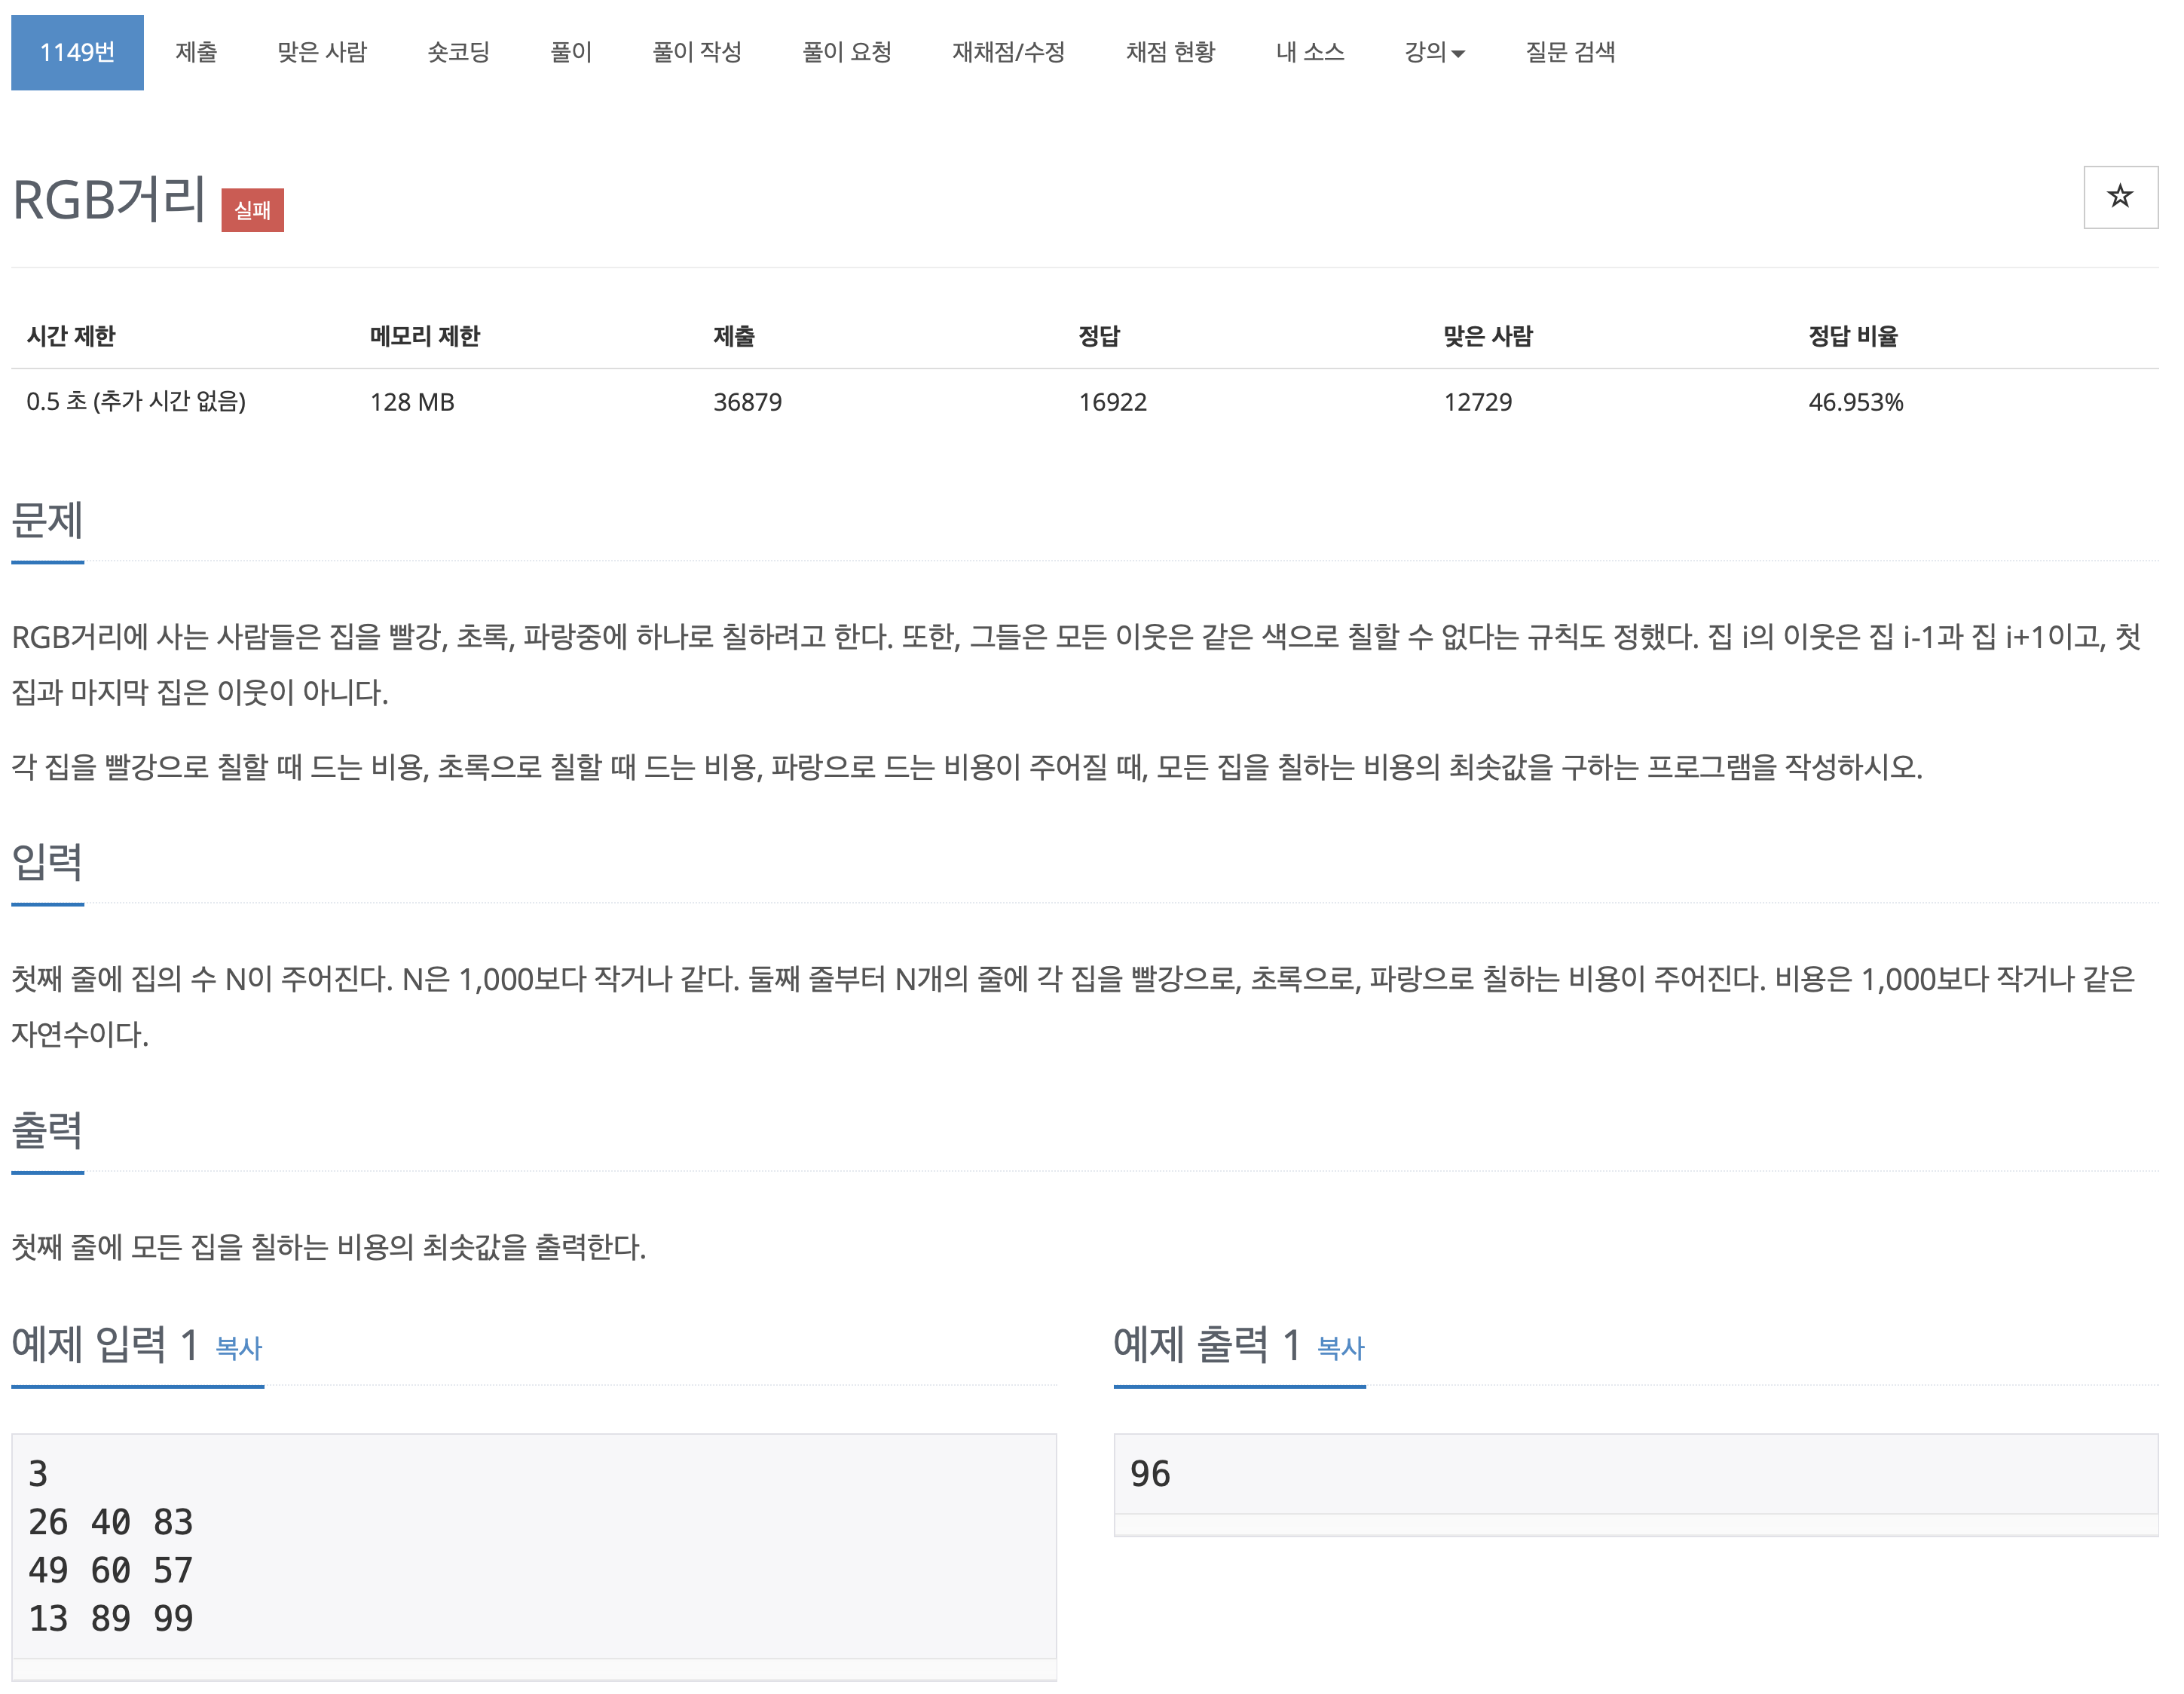 1149번 제출 맞은 사람 숏코딩 풀이 풀이 작성 풀이 요청 재채점/수정 채점 현황 내 소스 강의 질문 검색
RGB거리 실패
시간 제한 메모리 제한 제출 정답 맞은 사람 정답 비율
0.5 초 (추가 시간 없음) 128 MB 36879 16922 12729 46.953%
문제
RGB거리에 사는 사람들은 집을 빨강, 초록, 파랑중에 하나로 칠하려고 한다. 또한, 그들은 모든 이웃은 같은 색으로 칠할 수 없다는 규칙도 정했다. 집 i의 이웃은 집 i-1과 집 i+1이고, 첫
집과 마지막 집은 이웃이 아니다.
각 집을 빨강으로 칠할 때 드는 비용, 초록으로 칠할 때 드는 비용, 파랑으로 드는 비용이 주어질 때, 모든 집을 칠하는 비용의 최솟값을 구하는 프로그램을 작성하시오.
입력
첫째 줄에 집의 수 N이 주어진다. N은 1,000보다 작거나 같다. 둘째 줄부터 N개의 줄에 각 집을 빨강으로, 초록으로, 파랑으로 칠하는 비용이 주어진다. 비용은 1,000보다 작거나 같은
자연수이다.
출력
첫째 줄에 모든 집을 칠하는 비용의 최솟값을 출력한다.
예제 입력 1 복사
3
26 40 83
49 60 57
13 89 99
예제 출력 1 복사
96